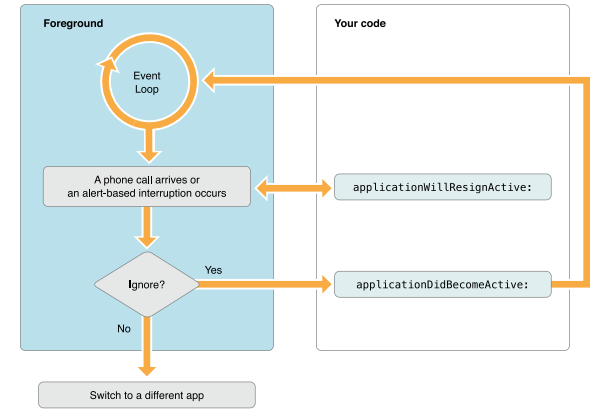 Foreground
Your code
Event
Loop
A phone call arrives or
an alert-based interruption occurs
applicationWillResignActive:
Ignore?
Yes
applicationDidBecomeActive:
No
Switch to a different app